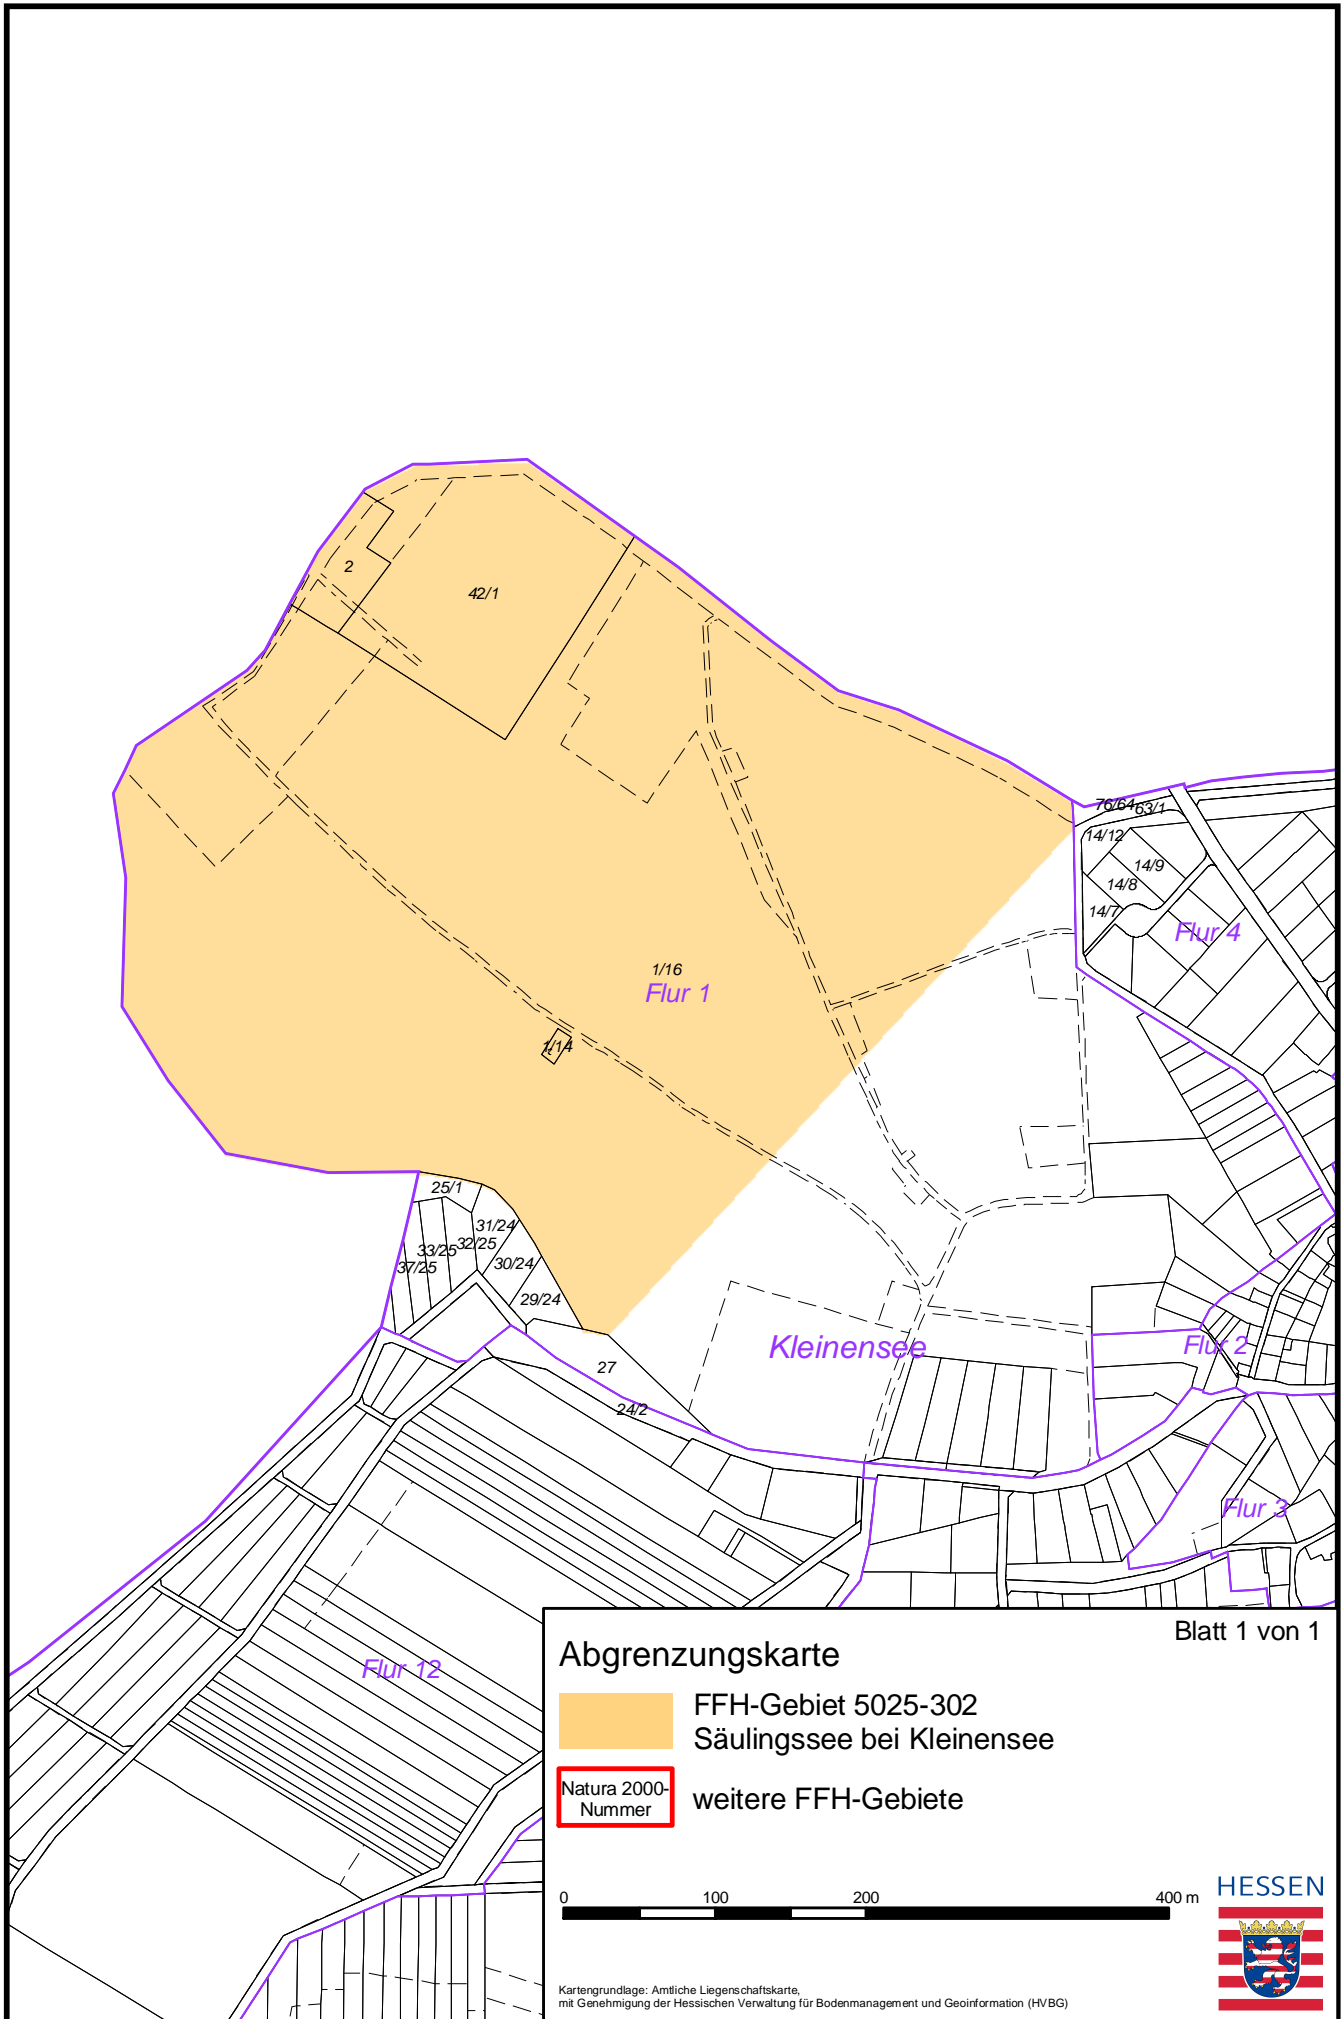 2
42/1
76/64
63/1
14/12
14/9
14/8
14/7
Flur 4
1/16
Flur 1
1/14
25/1
31/24
32/25
33/25
30/24
37/25
29/24
Kleinensee
Flur 2
27
24/2
Flur 3
Flur 12
Blatt 1 von 1
Abgrenzungskarte
FFH-Gebiet 5025-302
Säulingssee bei Kleinensee
Natura 2000-
Nummer
weitere FFH-Gebiete
0 100 200 400 m
HESSEN
Kartengrundlage: Amtliche Liegenschaftskarte,
mit Genehmigung der Hessischen Verwaltung für Bodenmanagement und Geoinformation (HVBG)